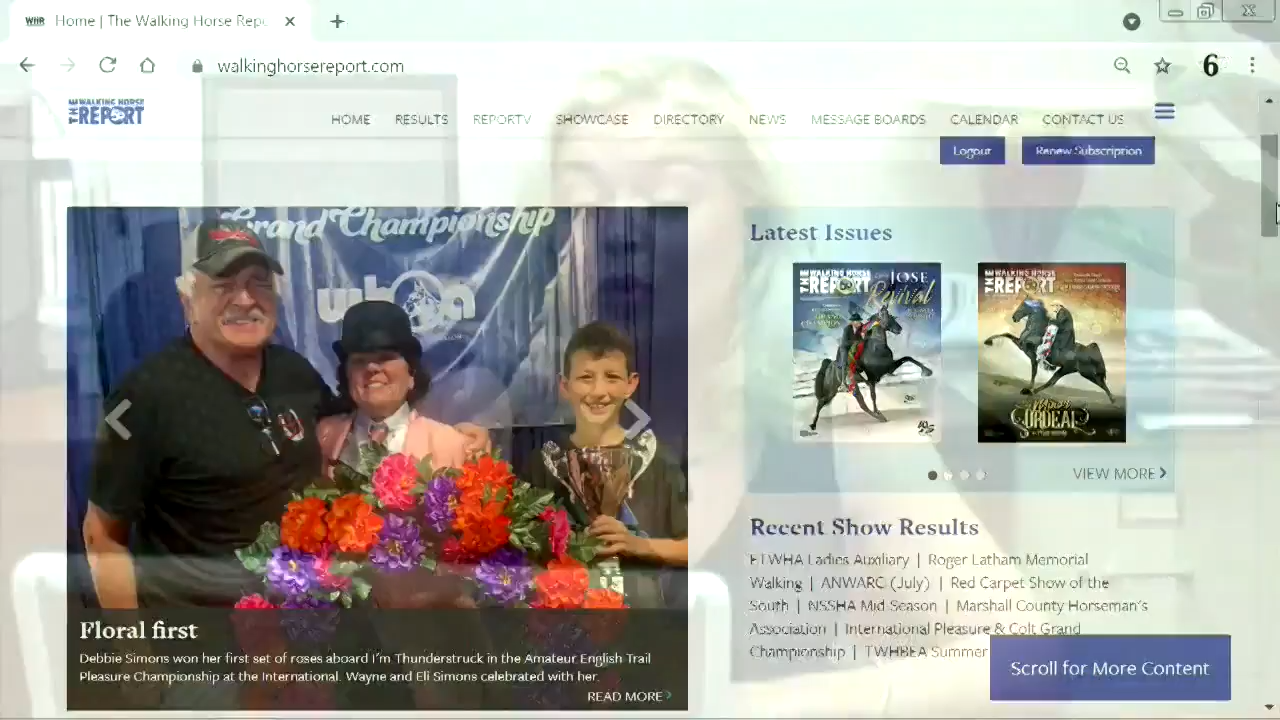 WHR Home | The Walking Horse Repo
walkinghorsereport.com
6
THE WALKING HORSE REPORT
HOME RESULTS REPORTV SHOWCASE DIRECTORY NEWS MESSAGE BOARDS CALENDAR CONTACT US
Logout Renew Subscription
Grand Championship
Latest Issues
THE WALKING HORSE REPORT
JOSE
Revival
THE WALKING HORSE REPORT
ORDEAL
VIEW MORE
Recent Show Results
ETWHA Ladies Auxiliary | Roger Latham Memorial
Walking | ANWARC (July) | Red Carpet Show of the
South | NSSHA Mid-Season | Marshall County Horseman's
Association | International Pleasure & Colt Grand
Championship | TWHBEA Summer
Scroll for More Content
Floral first
Debbie Simons won her first set of roses aboard I'm Thunderstruck in the Amateur English Trail
Pleasure Championship at the International. Wayne and Eli Simons celebrated with her.
READ MORE